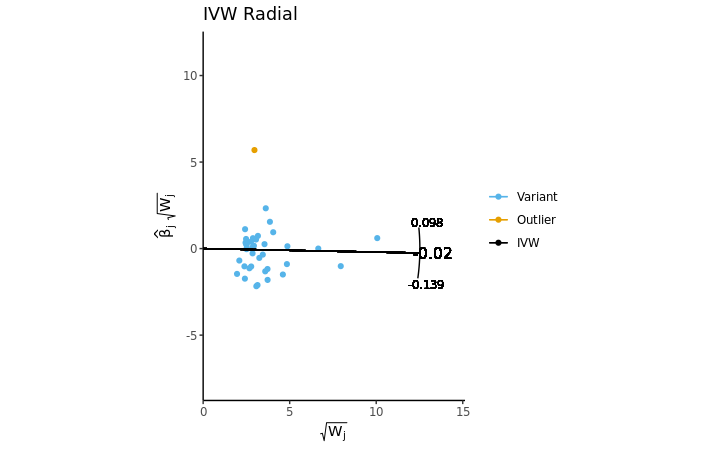 IVW Radial
10
5
0
-5
0
5
10
15
β̂j √Wj
√Wj
0.098
-0.02
-0.139
Variant
Outlier
IVW